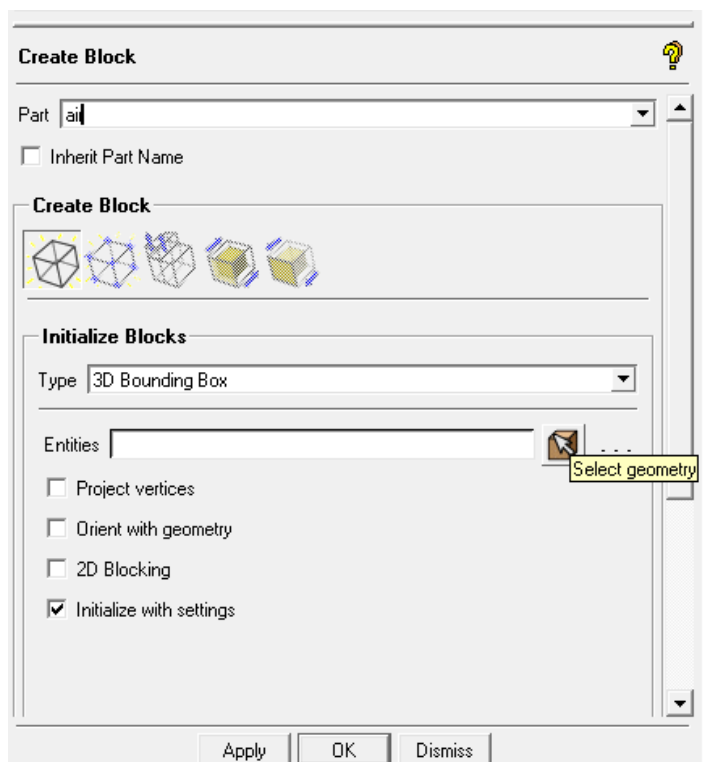 Create Block
Part air
Inherit Part Name
Create Block
Initialize Blocks
Type 3D Bounding Box
Entities
. . .
Select geometry
Project vertices
Orient with geometry
2D Blocking
Initialize with settings
Apply OK Dismiss